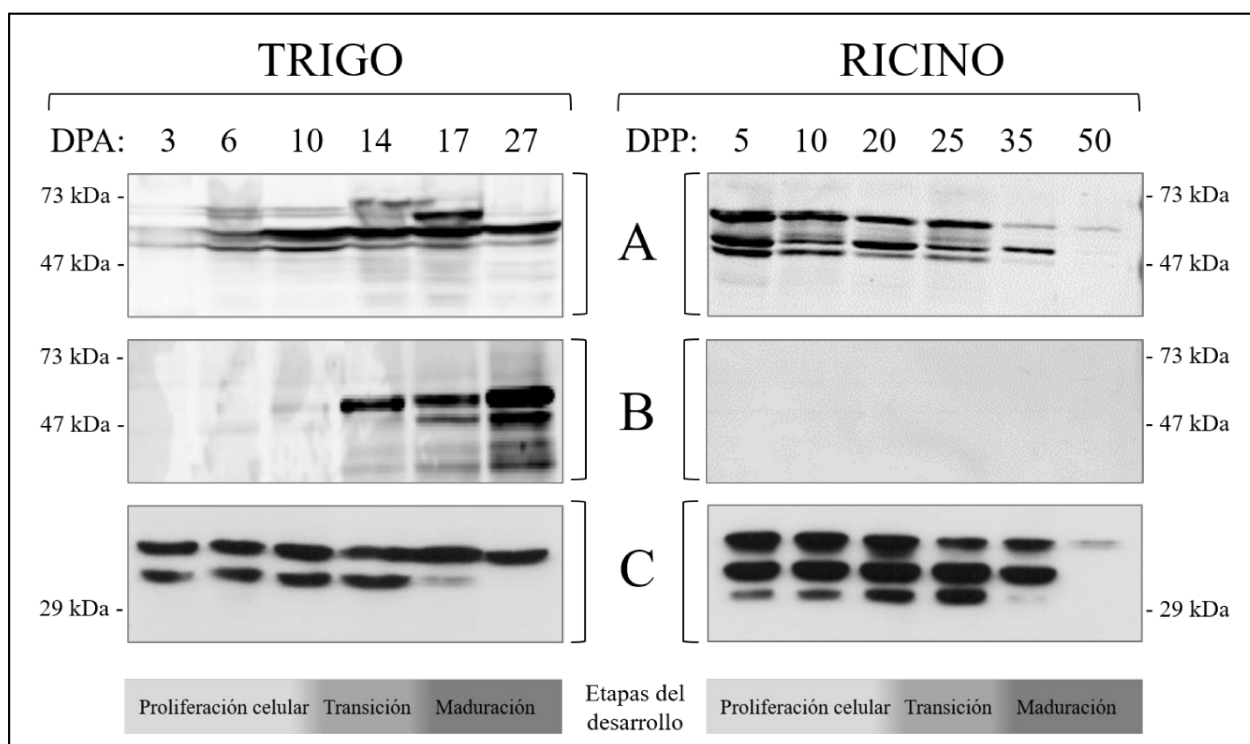 TRIGO
RICINO
DPA: 3 6 10 14 17 27
DPP: 5 10 20 25 35 50
73 kDa -
47 kDa -
A
- 73 kDa
- 47 kDa
73 kDa -
47 kDa -
B
- 73 kDa
- 47 kDa
C
29 kDa -
- 29 kDa
Proliferación celular Transición Maduración
Etapas del
desarrollo
Proliferación celular Transición Maduración